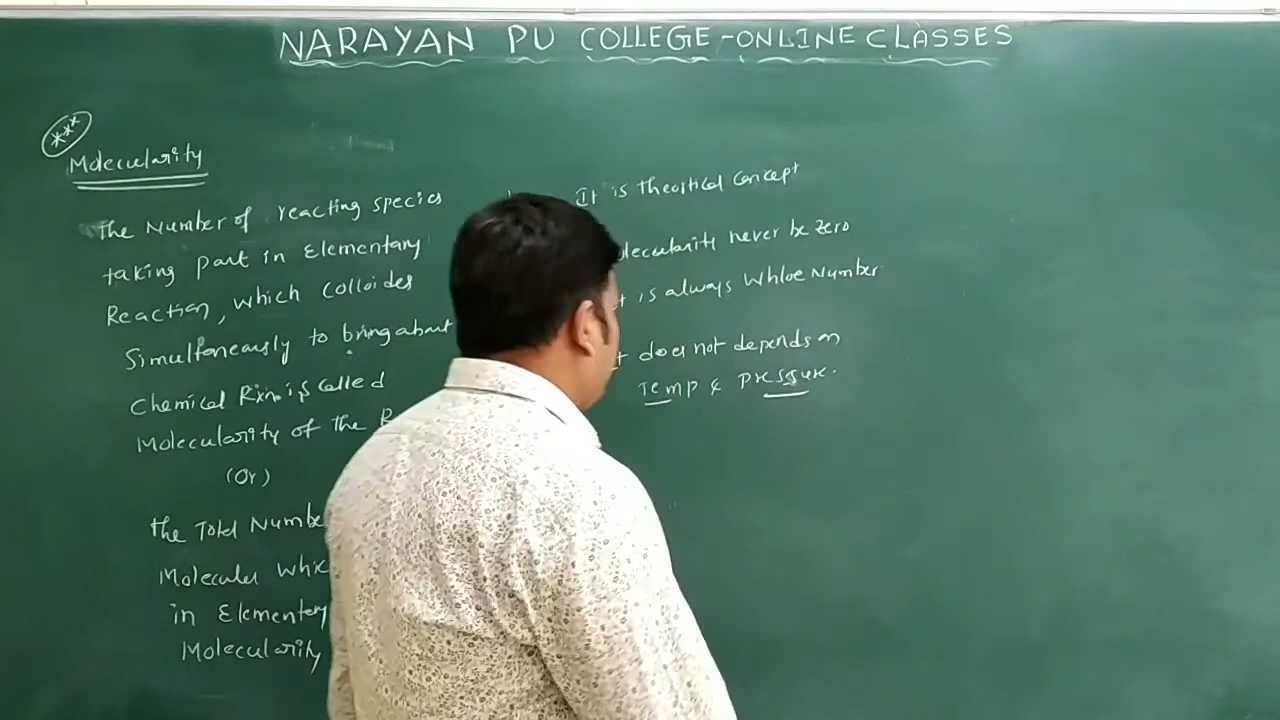 NARAYAN PU COLLEGE-ONLINE CLASSES
***
Molecularity
The Number of reacting species
taking part in Elementary
Reaction, which colloides
Simultaneously to bring about
chemical Rxn is called
Molecularity of the
(Or)
the Total Numbe
Molecules
in Elementary
Molecularity
It is theoritical concept
olecularity never be zero
t is always Whloe Number
t does not depends on
Temp & pressure.